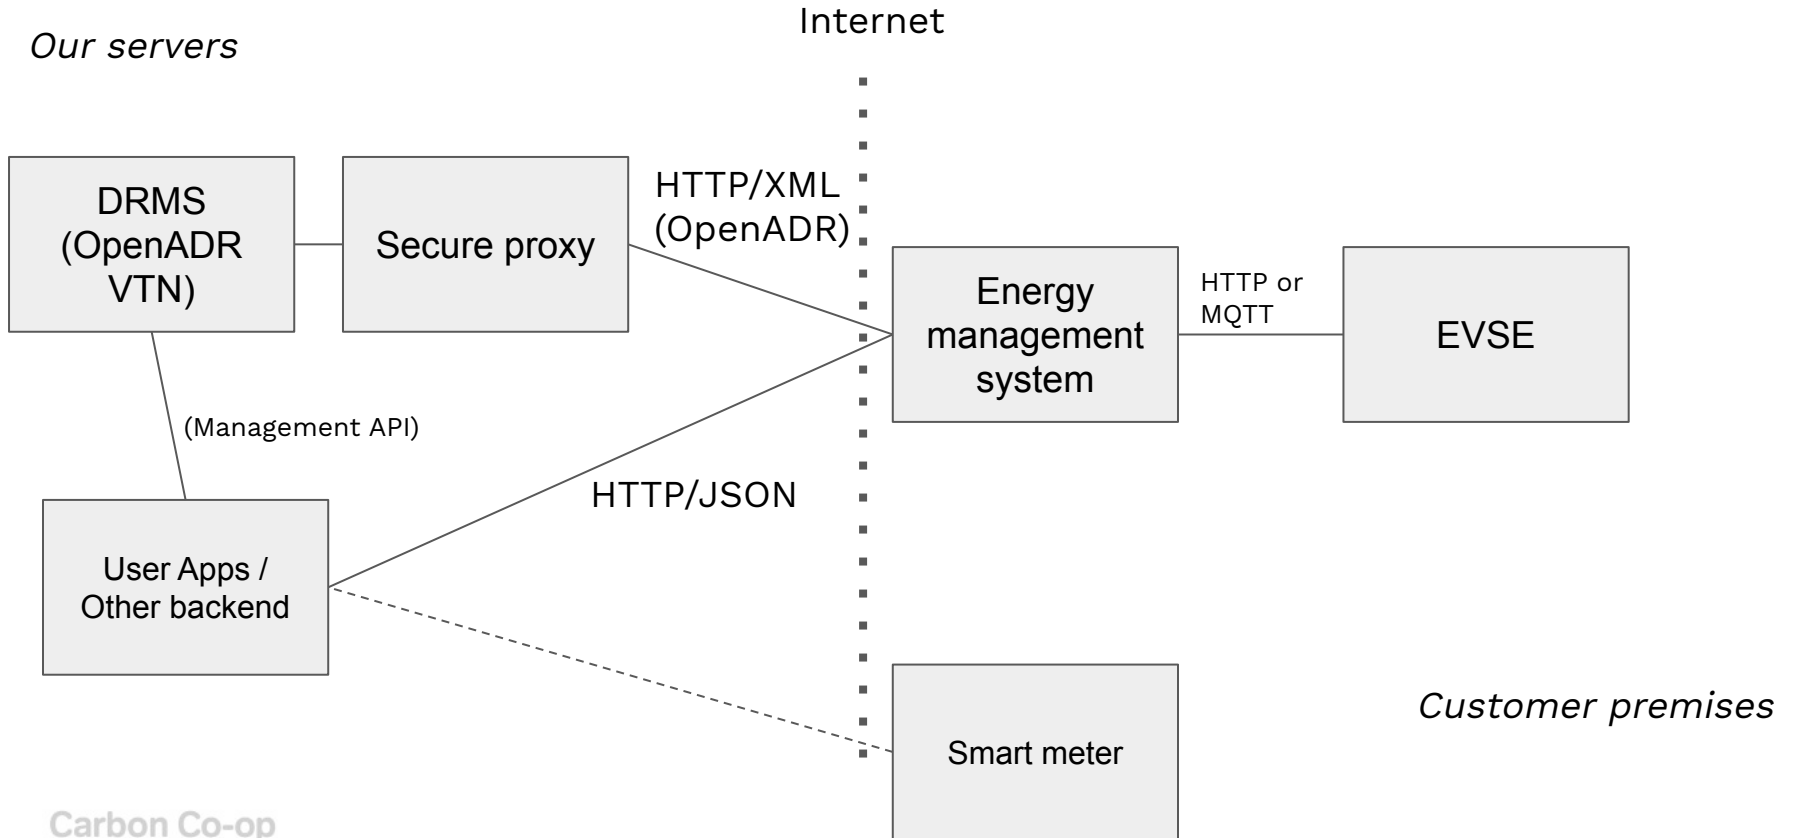 Internet
Our servers
DRMS
(OpenADR
VTN)
Secure proxy
HTTP/XML
(OpenADR)
Energy
management
system
HTTP or
MQTT
EVSE
(Management API)
HTTP/JSON
User Apps /
Other backend
Customer premises
Smart meter
Carbon Co-op